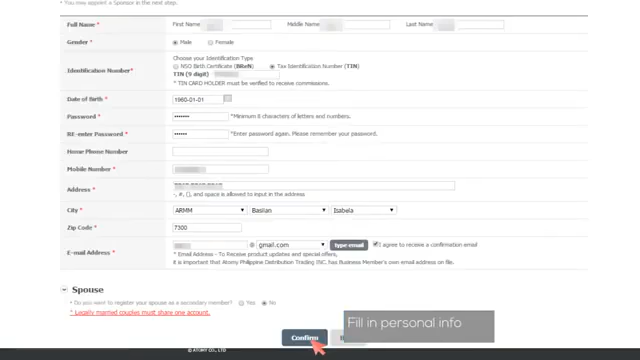 You may appoint a Sponsor in the next step.
Full Name * First Name Middle Name Last Name
Gender * Male Female
Choose your Identification Type
NSO Birth Certificate (BReN) Tax Identification Number (TIN)
Identification Number* TIN (9 digit)
* TIN CARD HOLDER must be verified to receive commissions.
Date of Birth * 1960-01-01
Password * ••••••• *Minimum 8 characters of letters and numbers.
RE-enter Password * •••••• *Enter password again. Please remember your password.
Home Phone Number
Mobile Number *
Address *
-, #, (), and space is allowed to input in the address
City * ARMM Basilan Isabela
Zip Code * 7300
E-mail Address * @ gmail.com type email I agree to receive a confirmation email
* Email Address - To Receive product updates and special offers,
it is important that Atomy Philippine Distribution Trading INC. has Business Member's own email address on file.
Spouse
* Do you want to register your spouse as a secondary member? Yes No
* Legally married couples must share one account.
Fill in personal info
Confirm
© ATOMY CO., LTD